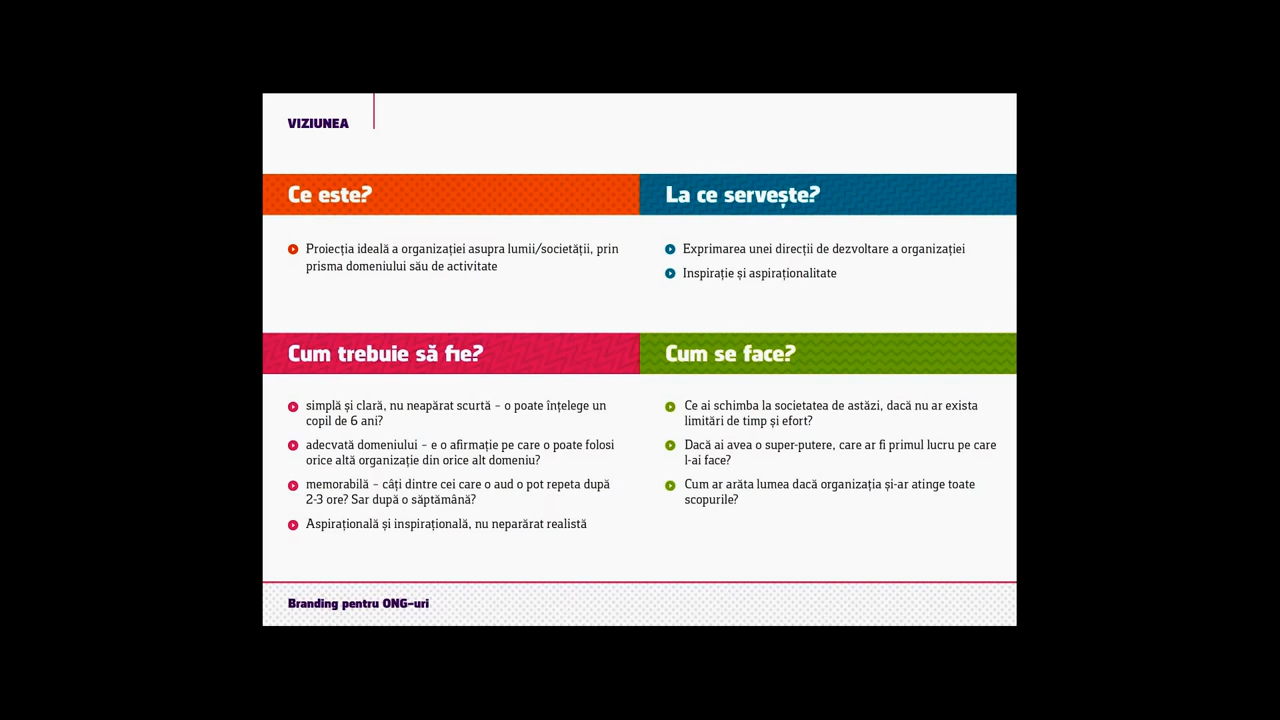 VIZIUNEA
Ce este?
Proiecția ideală a organizației asupra lumii/societății, prin
prisma domeniului său de activitate
La ce servește?
Exprimarea unei direcții de dezvoltare a organizației
Inspirație și aspiraționalitate
Cum trebuie să fie?
simplă și clară, nu neapărat scurtă – o poate înțelege un
copil de 6 ani?
adecvată domeniului – e o afirmație pe care o poate folosi
orice altă organizație din orice alt domeniu?
memorabilă – câți dintre cei care o aud o pot repeta după
2-3 ore? Sar după o săptămână?
Aspirațională și inspirațională, nu neparărat realistă
Cum se face?
Ce ai schimba la societatea de astăzi, dacă nu ar exista
limitări de timp și efort?
Dacă ai avea o super-putere, care ar fi primul lucru pe care
l-ai face?
Cum ar arăta lumea dacă organizația și-ar atinge toate
scopurile?
Branding pentru ONG-uri